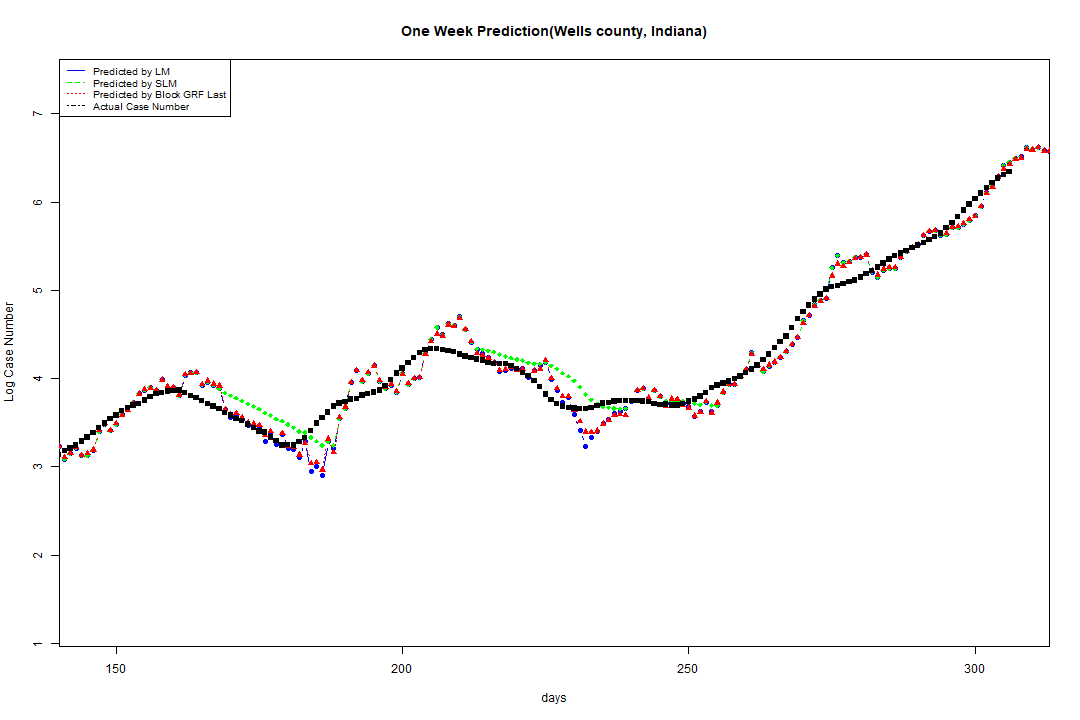 One Week Prediction(Wells county, Indiana)
Predicted by LM
Predicted by SLM
Predicted by Block GRF Last
Actual Case Number
Log Case Number
7
6
5
4
3
2
1
150 200 250 300
days